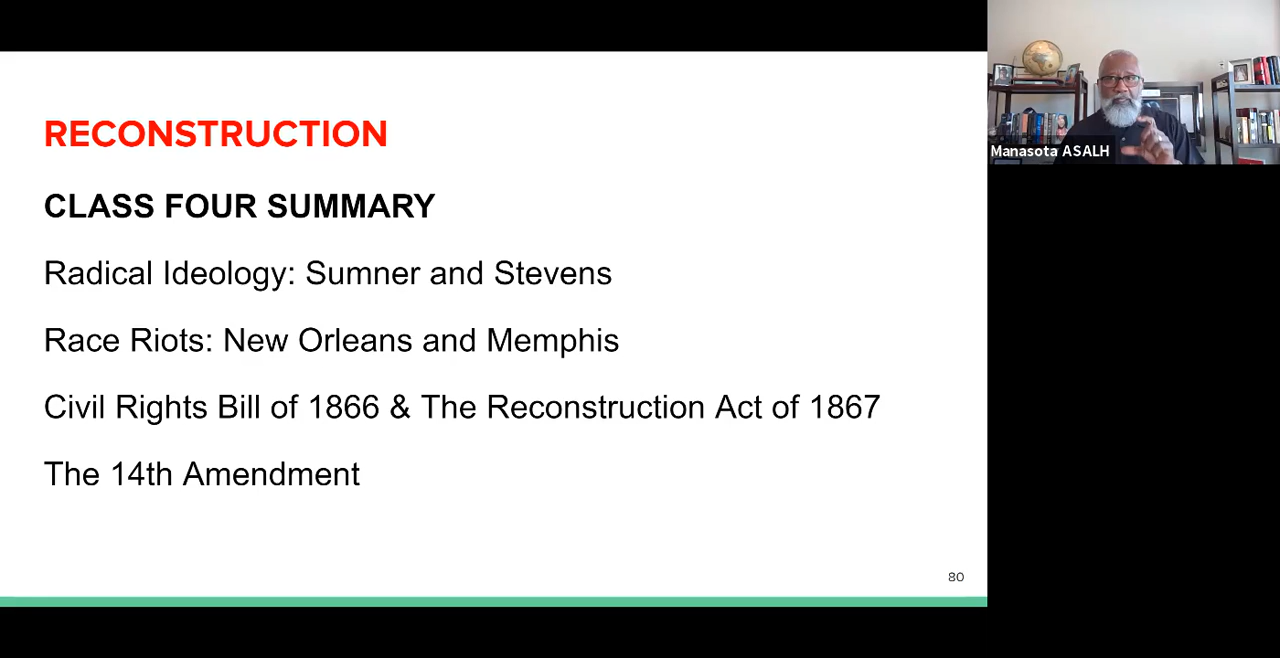 RECONSTRUCTION
CLASS FOUR SUMMARY
Radical Ideology: Sumner and Stevens
Race Riots: New Orleans and Memphis
Civil Rights Bill of 1866 & The Reconstruction Act of 1867
The 14th Amendment
80
Manasota ASALH